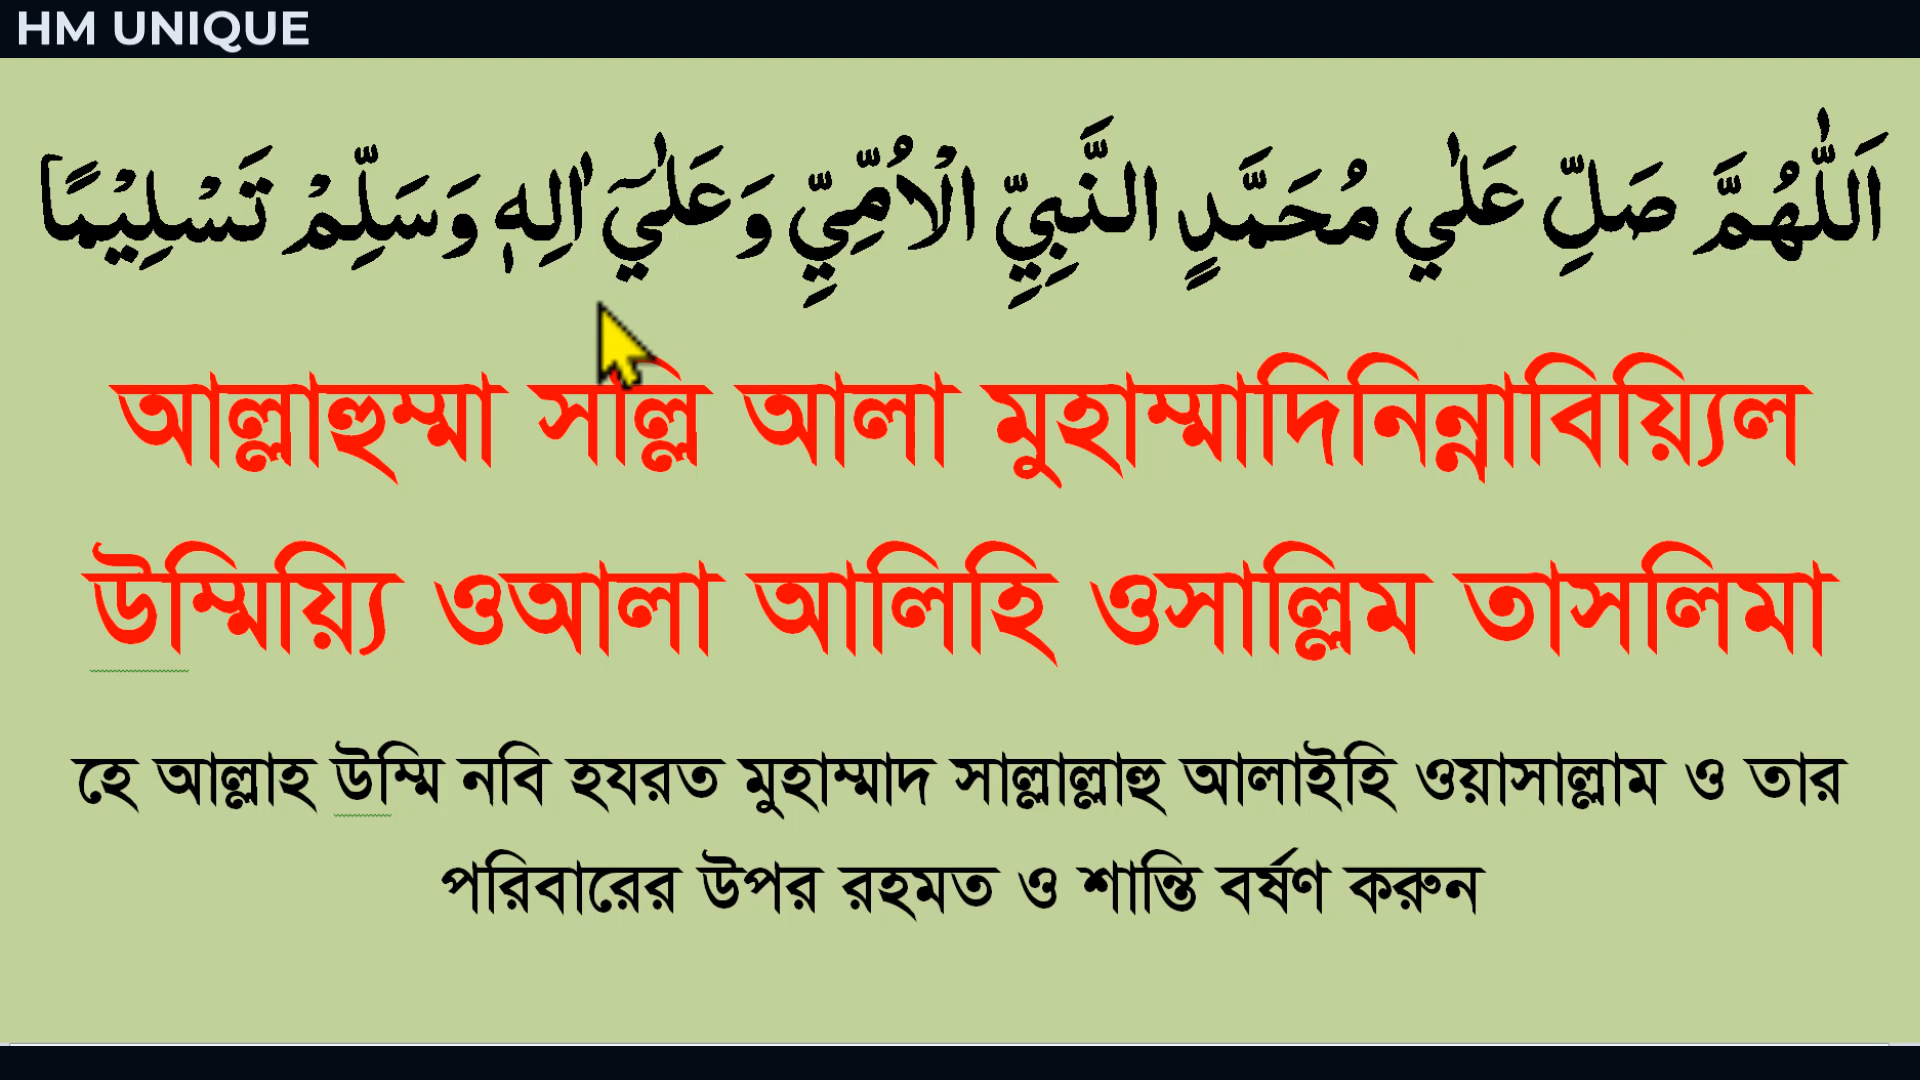 HM UNIQUE
اَللّٰهُمَّ صَلِّ عَلٰي مُحَمَّدٍ النَّبِيِّ الْاُمِّيِّ وَعَلٰيٓ اٰلِهٖ وَسَلِّمْ تَسْلِيْمًا
আল্লাহুম্মা সল্লি আলা মুহাম্মাদিনিন্নাবিয়্যিল
উম্মিয়্যি ওআলা আলিহি ওসাল্লিম তাসলিমা
হে আল্লাহ উম্মি নবি হযরত মুহাম্মাদ সাল্লাল্লাহু আলাইহি ওয়াসাল্লাম ও তার
পরিবারের উপর রহমত ও শান্তি বর্ষণ করুন